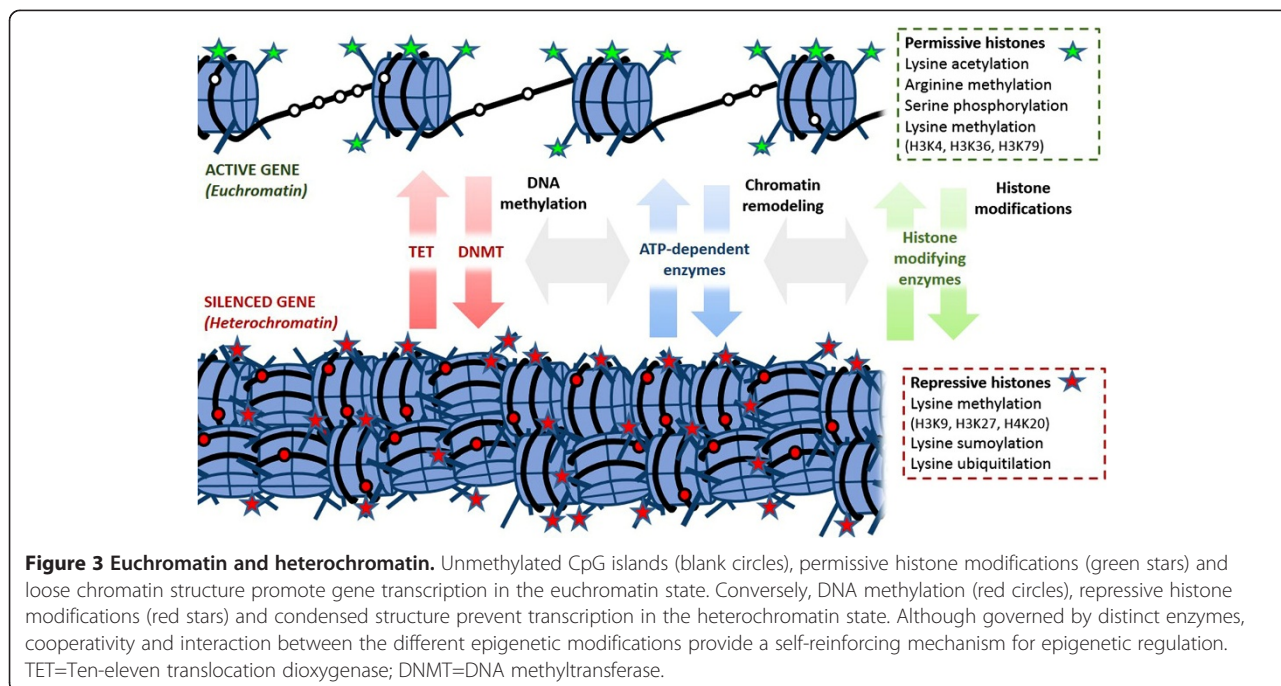 Permissive histones
Lysine acetylation
Arginine methylation
Serine phosphorylation
Lysine methylation
(H3K4, H3K36, H3K79)
ACTIVE GENE
(Euchromatin)
DNA
methylation
Chromatin
remodeling
Histone
modifications
TET
DNMT
ATP-dependent
enzymes
Histone
modifying
enzymes
SILENCED GENE
(Heterochromatin)
Repressive histones
Lysine methylation
(H3K9, H3K27, H4K20)
Lysine sumoylation
Lysine ubiquitilation
Figure 3 Euchromatin and heterochromatin. Unmethylated CpG islands (blank circles), permissive histone modifications (green stars) and
loose chromatin structure promote gene transcription in the euchromatin state. Conversely, DNA methylation (red circles), repressive histone
modifications (red stars) and condensed structure prevent transcription in the heterochromatin state. Although governed by distinct enzymes,
cooperativity and interaction between the different epigenetic modifications provide a self-reinforcing mechanism for epigenetic regulation.
TET=Ten-eleven translocation dioxygenase; DNMT=DNA methyltransferase.